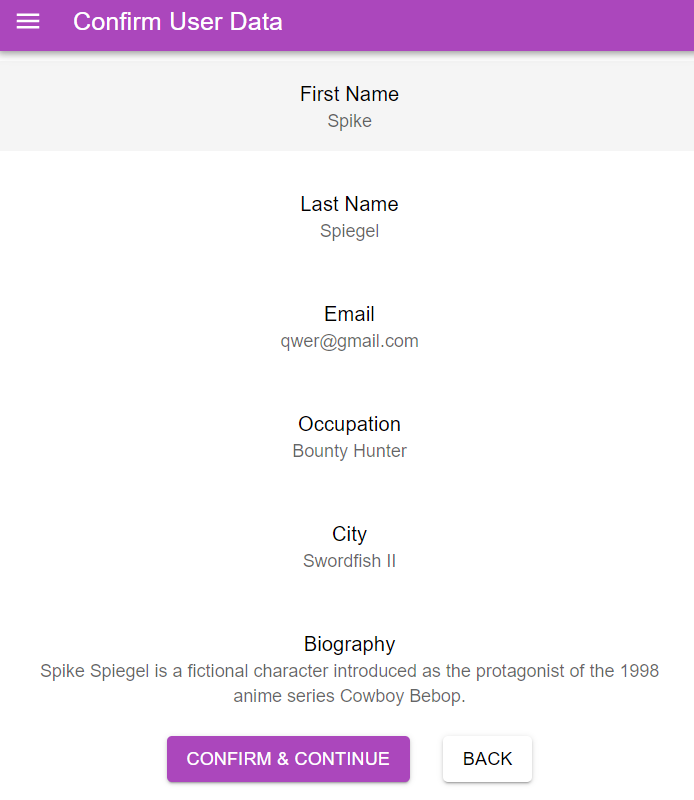 Confirm User Data
First Name
Spike
Last Name
Spiegel
Email
qwer@gmail.com
Occupation
Bounty Hunter
City
Swordfish II
Biography
Spike Spiegel is a fictional character introduced as the protagonist of the 1998
anime series Cowboy Bebop.
CONFIRM & CONTINUE BACK